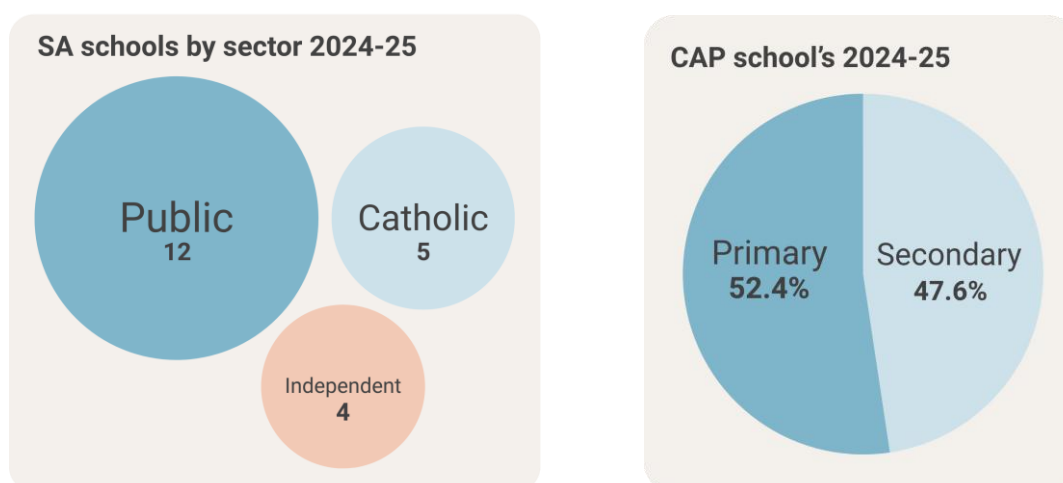 SA schools by sector 2024-25
Public
12
Catholic
5
Independent
4
CAP school’s 2024-25
Primary
52.4%
Secondary
47.6%